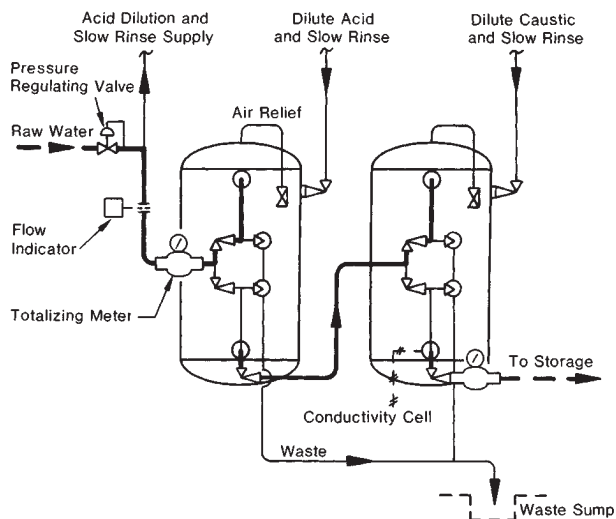 Acid Dilution and
Slow Rinse Supply
Dilute Acid
and Slow Rinse
Dilute Caustic
and Slow Rinse
Pressure
Regulating Valve
Air Relief
Raw Water
Flow
Indicator
Totalizing Meter
To Storage
Conductivity Cell
Waste
Waste Sump